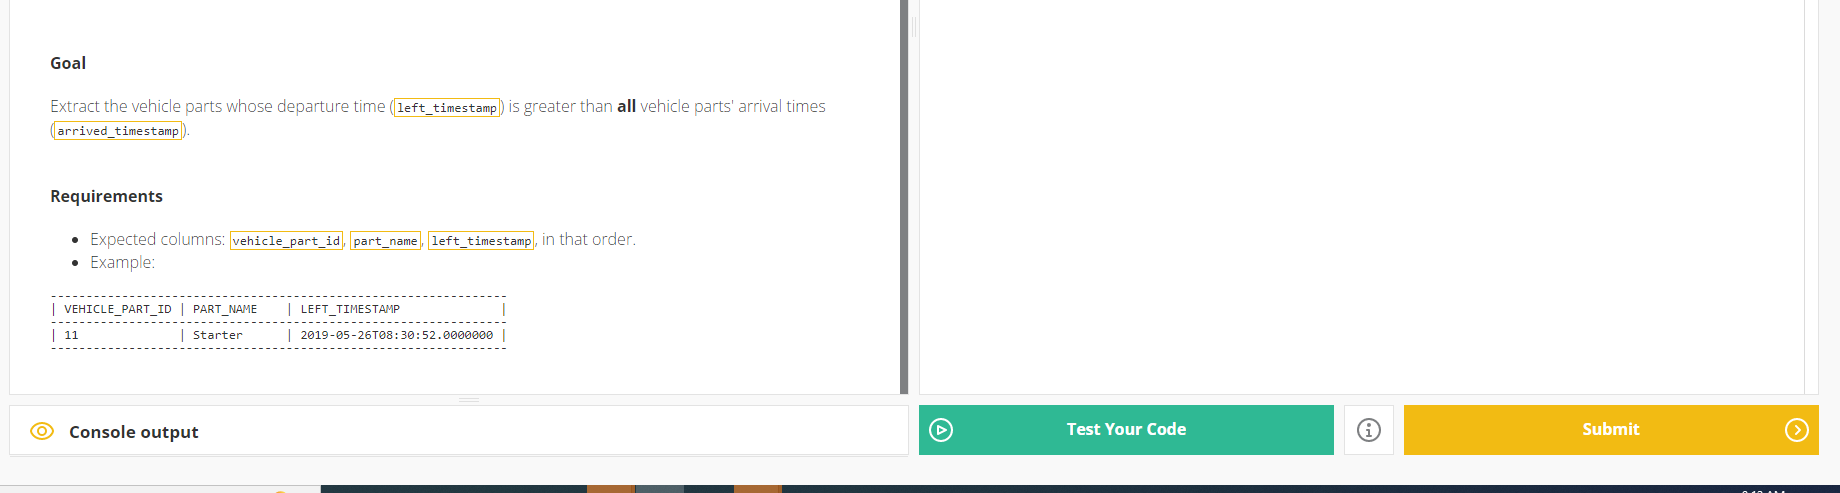 Goal
Extract the vehicle parts whose departure time (left_timestamp) is greater than all vehicle parts' arrival times
(arrived_timestamp).
Requirements
Expected columns: vehicle_part_id, part_name, left_timestamp, in that order.
Example:
| VEHICLE_PART_ID | PART_NAME | LEFT_TIMESTAMP |
| 11 | Starter | 2019-05-26T08:30:52.0000000 |
Console output
Test Your Code
Submit